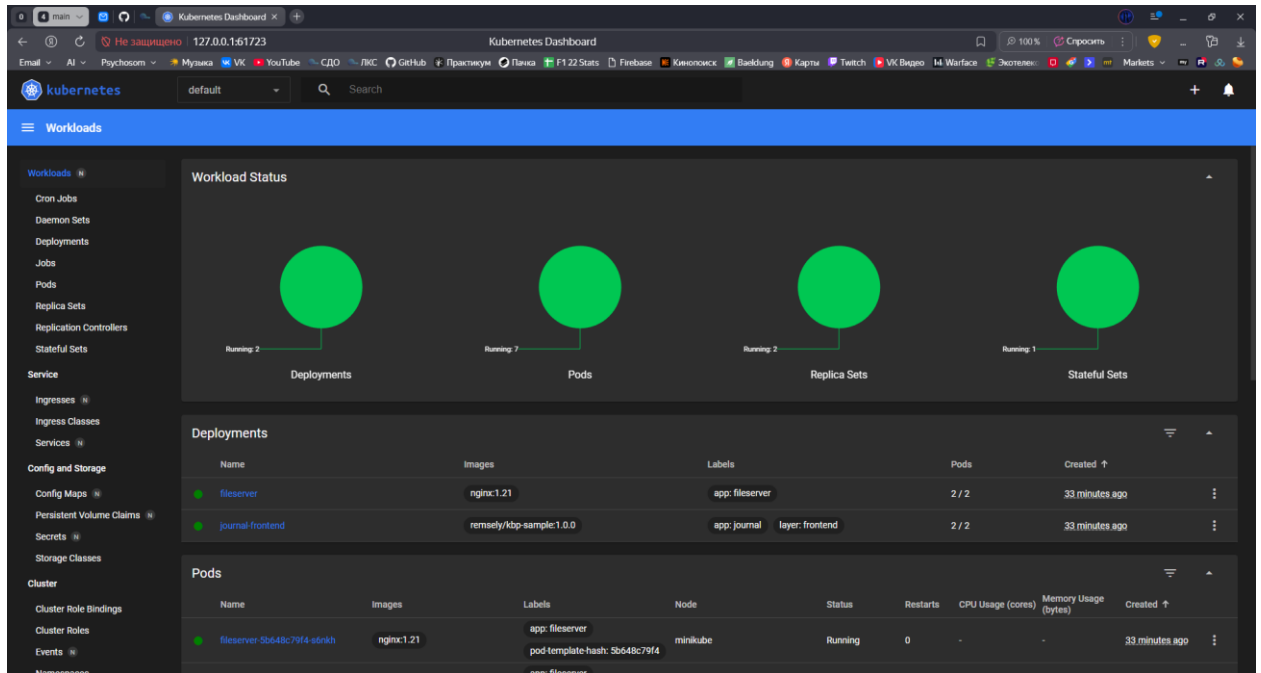 0 4 main Kubernetes Dashboard
Не защищено 127.0.0.1:61723 Kubernetes Dashboard 100% Спросить
Email AI Psychosom Музыка VK YouTube СДО ЛКС GitHub Практикум Пачка F1 22 Stats Firebase Кинопоиск Baeldung Карты Twitch VK Видео Warface Экотелеко Markets
kubernetes default Search
Workloads
Workloads N
Cron Jobs
Daemon Sets
Deployments
Jobs
Pods
Replica Sets
Replication Controllers
Stateful Sets
Service
Ingresses N
Ingress Classes
Services N
Config and Storage
Config Maps N
Persistent Volume Claims N
Secrets N
Storage Classes
Cluster
Cluster Role Bindings
Cluster Roles
Events N
Namespaces
Workload Status
Running: 2 Running: 7 Running: 2 Running: 1
Deployments Pods Replica Sets Stateful Sets
Deployments
Name Images Labels Pods Created
fileserver nginx:1.21 app: fileserver 2 / 2 33 minutes ago
journal-frontend remsely/kbp-sample:1.0.0 app: journal layer: frontend 2 / 2 33 minutes ago
Pods
Name Images Labels Node Status Restarts CPU Usage (cores) Memory Usage (bytes) Created
fileserver-5b648c79f4-s6nkh nginx:1.21 app: fileserver minikube Running 0 - - 33 minutes ago
pod-template-hash: 5b648c79f4
app: fileserver